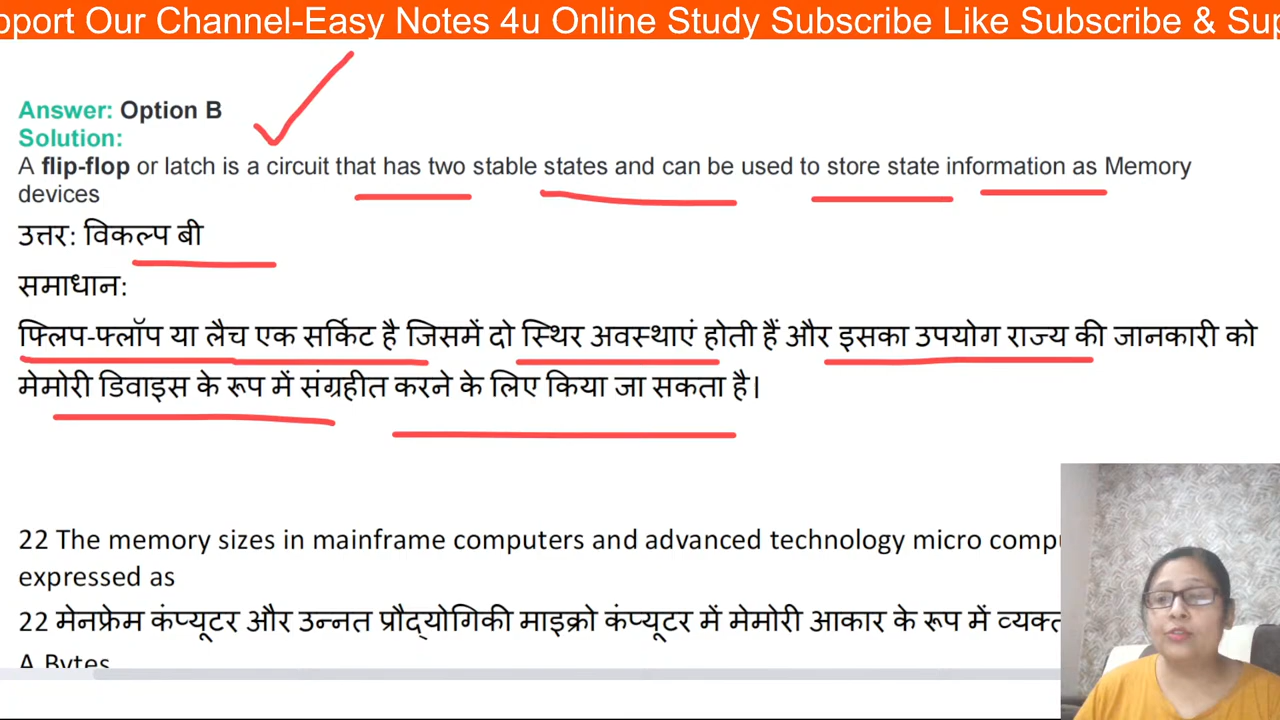 pport Our Channel-Easy Notes 4u Online Study Subscribe Like Subscribe & Sup
Answer: Option B
Solution:
A flip-flop or latch is a circuit that has two stable states and can be used to store state information as Memory
devices
उत्तर: विकल्प बी
समाधान:
फ्लिप-फ्लॉप या लैच एक सर्किट है जिसमें दो स्थिर अवस्थाएं होती हैं और इसका उपयोग राज्य की जानकारी को
मेमोरी डिवाइस के रूप में संग्रहीत करने के लिए किया जा सकता है।
22 The memory sizes in mainframe computers and advanced technology micro compu
expressed as
22 मेनफ्रेम कंप्यूटर और उन्नत प्रौद्योगिकी माइक्रो कंप्यूटर में मेमोरी आकार के रूप में व्यक्त
A Bytes